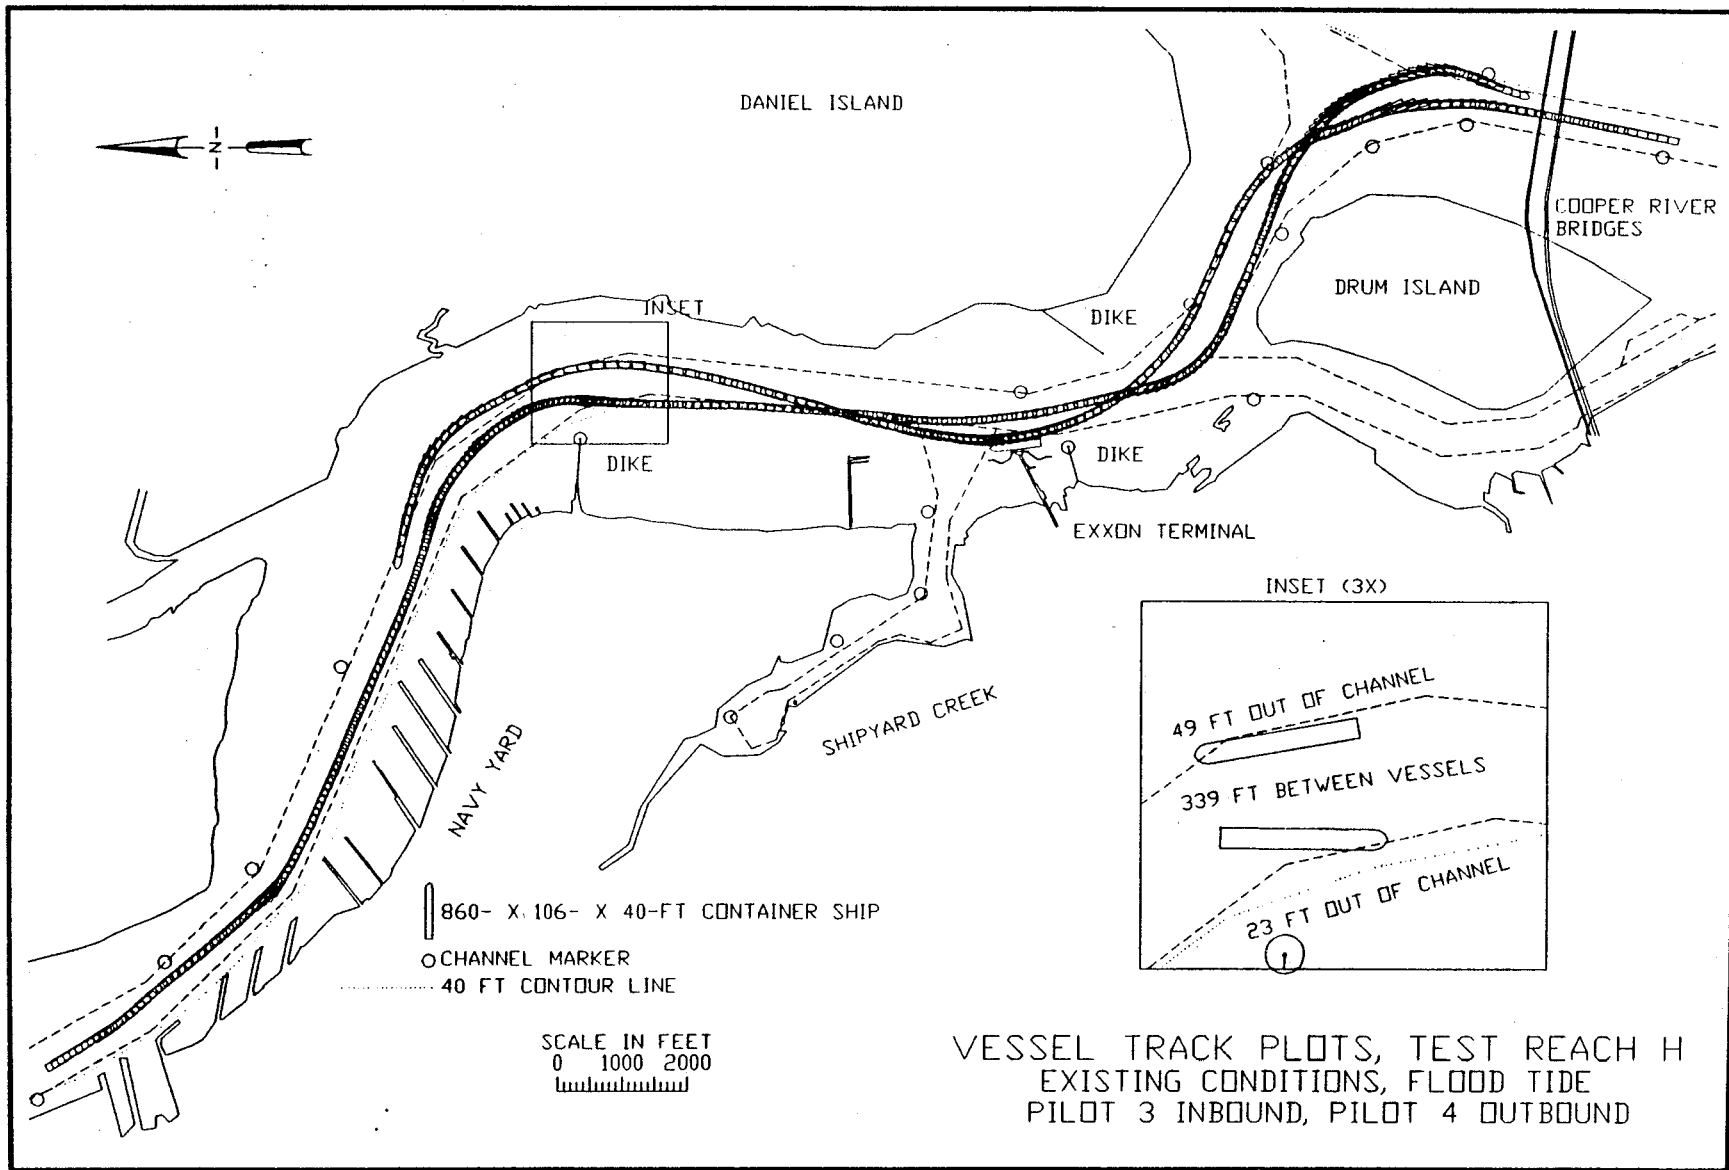 DANIEL ISLAND
N
COOPER RIVER
BRIDGES
DRUM ISLAND
INSET
DIKE
DIKE
DIKE
EXXON TERMINAL
INSET (3X)
49 FT OUT OF CHANNEL
339 FT BETWEEN VESSELS
23 FT OUT OF CHANNEL
SHIPYARD CREEK
NAVY YARD
860- X 106- X 40-FT CONTAINER SHIP
CHANNEL MARKER
40 FT CONTOUR LINE
SCALE IN FEET
0 1000 2000
VESSEL TRACK PLOTS, TEST REACH H
EXISTING CONDITIONS, FLOOD TIDE
PILOT 3 INBOUND, PILOT 4 OUTBOUND